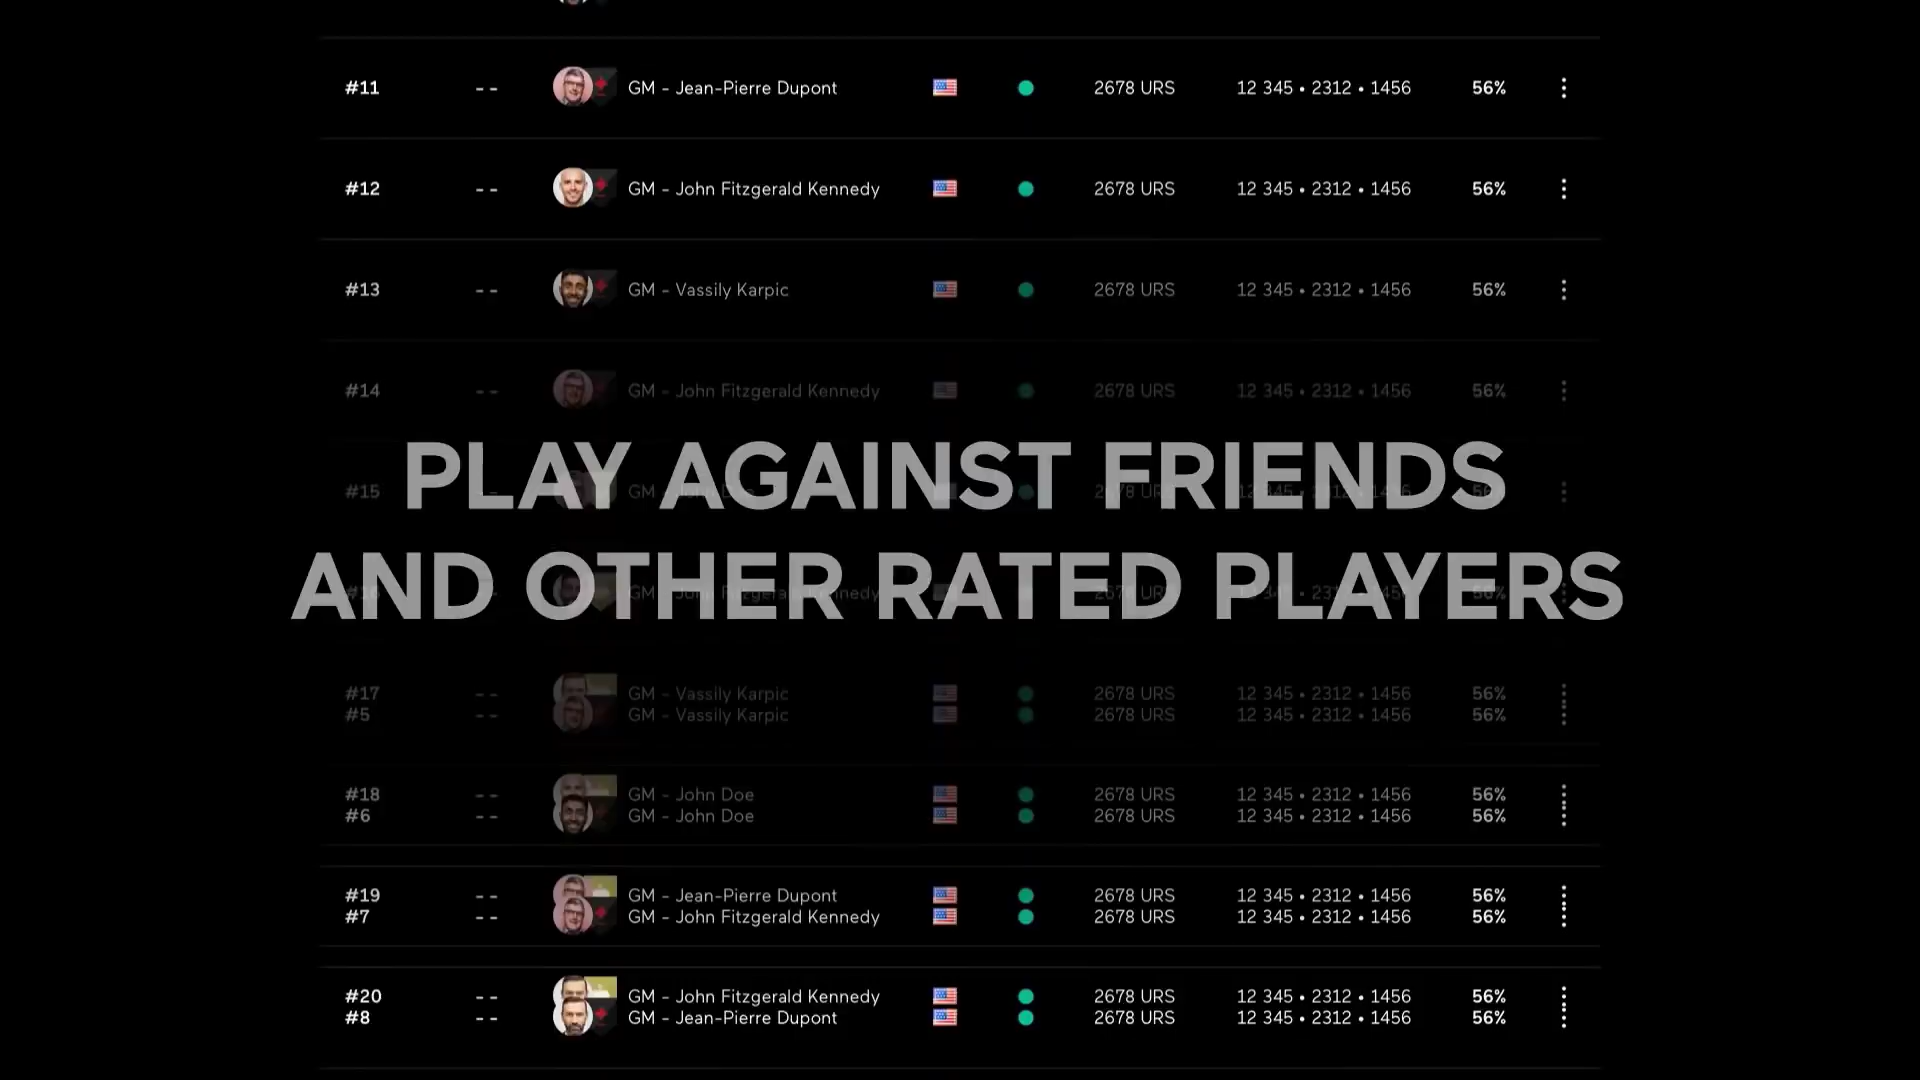 #11 -- GM - Jean-Pierre Dupont 2678 URS 12 345 • 2312 • 1456 56%
#12 -- GM - John Fitzgerald Kennedy 2678 URS 12 345 • 2312 • 1456 56%
#13 -- GM - Vassily Karpic 2678 URS 12 345 • 2312 • 1456 56%
#14 -- GM - John Fitzgerald Kennedy 2678 URS 12 345 • 2312 • 1456 56%
PLAY AGAINST FRIENDS
#15 GM
AND OTHER RATED PLAYERS
#17 -- GM - Vassily Karpic 2678 URS 12 345 • 2312 • 1456 56%
#5 -- GM - Vassily Karpic 2678 URS 12 345 • 2312 • 1456 56%
#18 -- GM - John Doe 2678 URS 12 345 • 2312 • 1456 56%
#6 -- GM - John Doe 2678 URS 12 345 • 2312 • 1456 56%
#19 -- GM - Jean-Pierre Dupont 2678 URS 12 345 • 2312 • 1456 56%
#7 -- GM - John Fitzgerald Kennedy 2678 URS 12 345 • 2312 • 1456 56%
#20 -- GM - John Fitzgerald Kennedy 2678 URS 12 345 • 2312 • 1456 56%
#8 -- GM - Jean-Pierre Dupont 2678 URS 12 345 • 2312 • 1456 56%